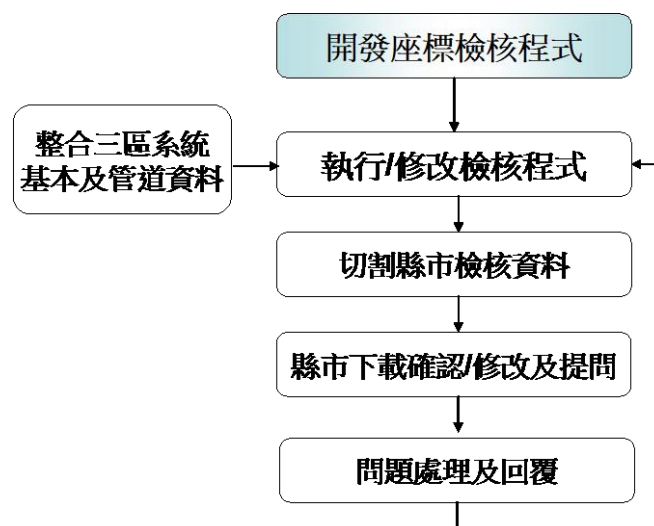 開發座標檢核程式
整合三區系統
基本及管道資料
執行/修改檢核程式
切割縣市檢核資料
縣市下載確認/修改及提問
問題處理及回覆